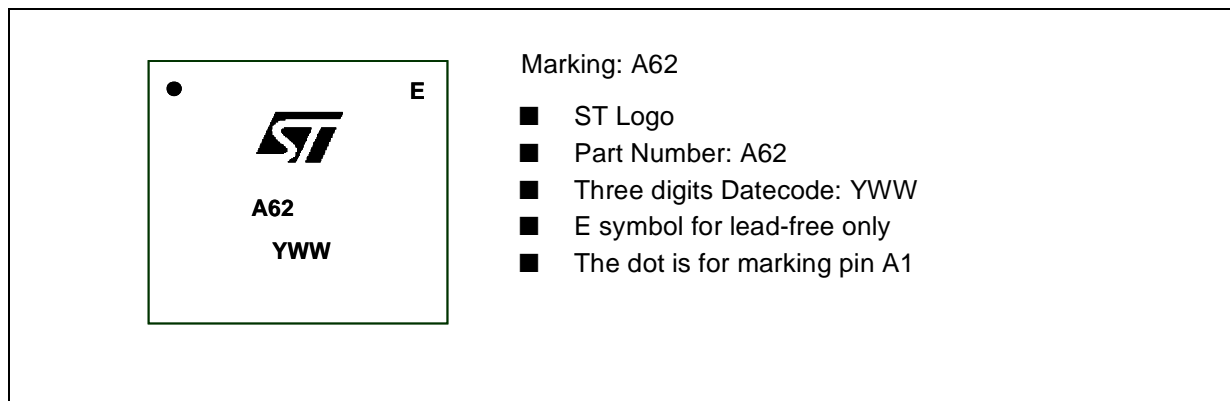 E
ST
A62
YWW
Marking: A62
■ ST Logo
■ Part Number: A62
■ Three digits Datecode: YWW
■ E symbol for lead-free only
■ The dot is for marking pin A1